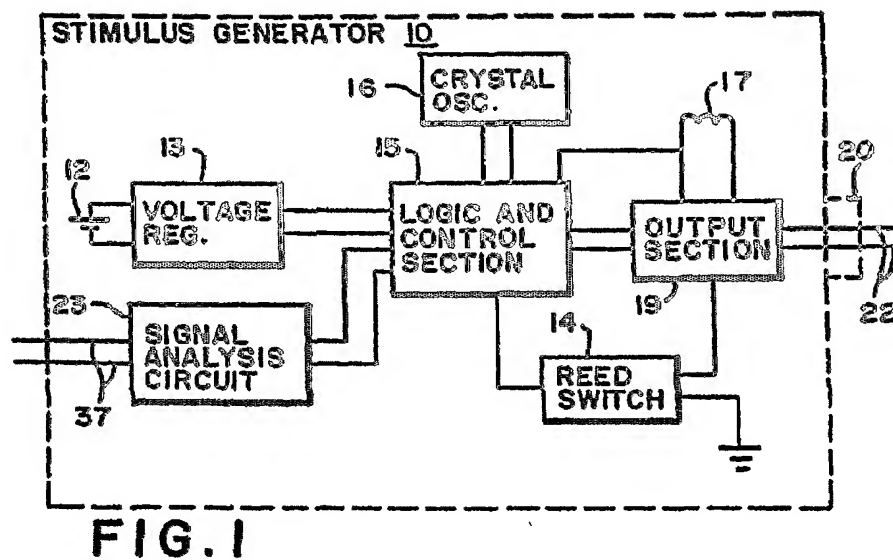 STIMULUS GENERATOR 10
16
CRYSTAL
OSC.
17
12
13
15
20
VOLTAGE
REG.
LOGIC AND
CONTROL
SECTION
OUTPUT
SECTION
23
SIGNAL
ANALYSIS
CIRCUIT
14
19
22
REED
SWITCH
37
FIG.1